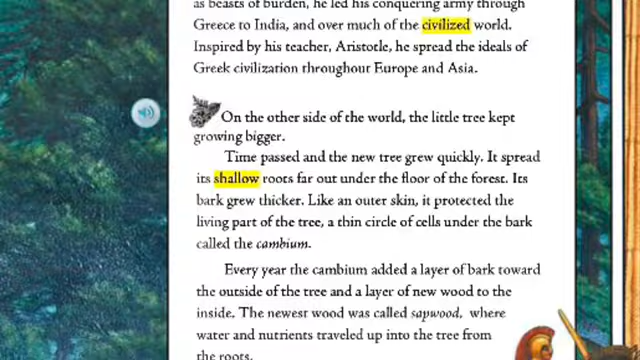 as beasts of burden, he led his conquering army through
Greece to India, and over much of the civilized world.
Inspired by his teacher, Aristotle, he spread the ideals of
Greek civilization throughout Europe and Asia.
On the other side of the world, the little tree kept
growing bigger.
Time passed and the new tree grew quickly. It spread
its shallow roots far out under the floor of the forest. Its
bark grew thicker. Like an outer skin, it protected the
living part of the tree, a thin circle of cells under the bark
called the cambium.
Every year the cambium added a layer of bark toward
the outside of the tree and a layer of new wood to the
inside. The newest wood was called sapwood, where
water and nutrients traveled up into the tree from
the roots.